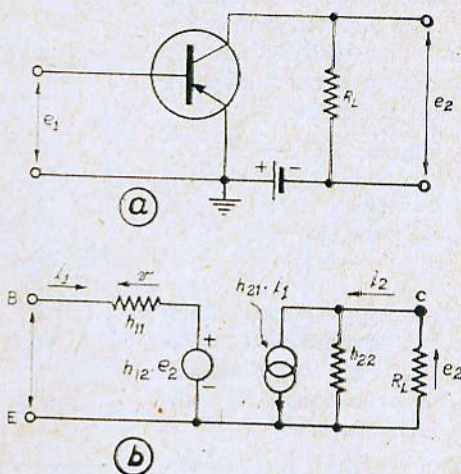 e1
RL
e2
+ -
a
i1
v
h21·i1
i2
B
C
h11
+
h12·e2
-
h22
RL
e2
E
b